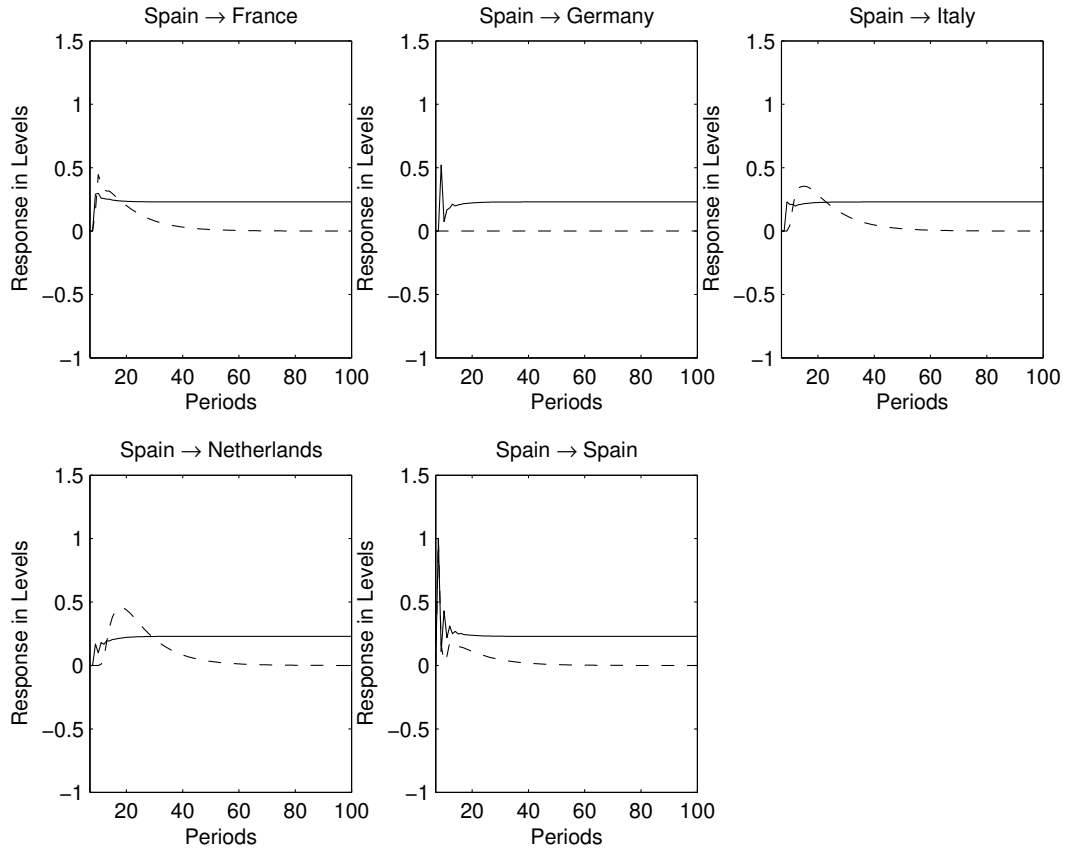 Spain → France
1.5
1
0.5
0
−0.5
−1
Response in Levels
20 40 60 80 100
Periods
Spain → Germany
1.5
1
0.5
0
−0.5
−1
Response in Levels
20 40 60 80 100
Periods
Spain → Italy
1.5
1
0.5
0
−0.5
−1
Response in Levels
20 40 60 80 100
Periods
Spain → Netherlands
1.5
1
0.5
0
−0.5
−1
Response in Levels
20 40 60 80 100
Periods
Spain → Spain
1.5
1
0.5
0
−0.5
−1
Response in Levels
20 40 60 80 100
Periods